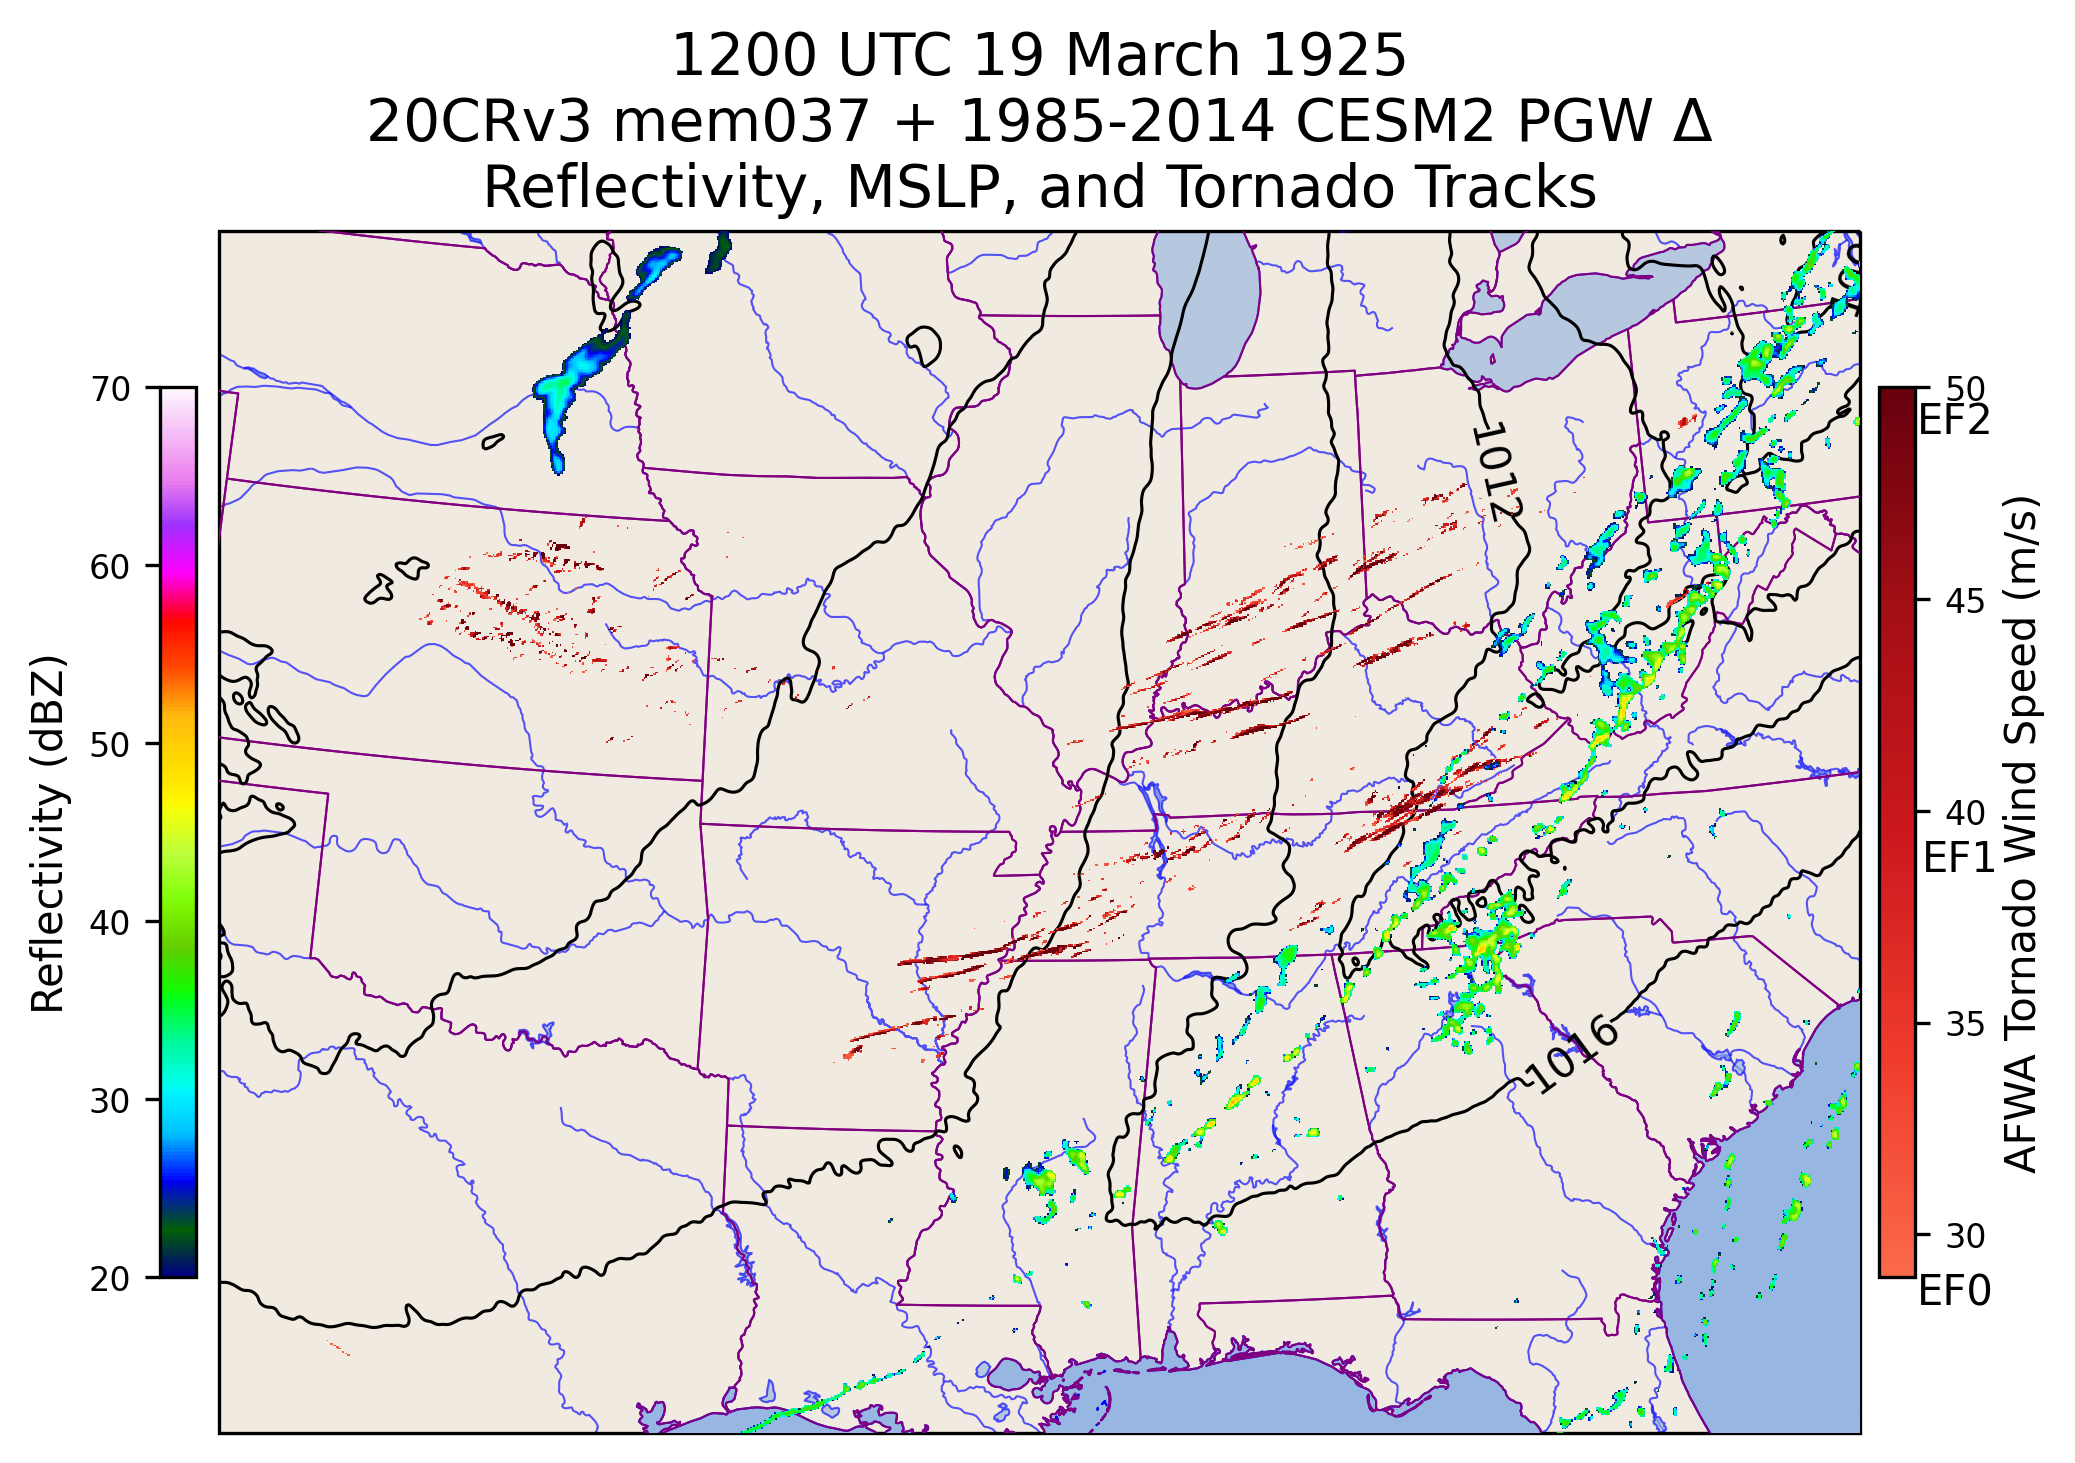 1200 UTC 19 March 1925
20CRv3 mem037 + 1985-2014 CESM2 PGW Δ
Reflectivity, MSLP, and Tornado Tracks
Reflectivity (dBZ)
70
60
50
40
30
20
1012
1016
50
EF2
45
40
EF1
35
30
EF0
AFWA Tornado Wind Speed (m/s)